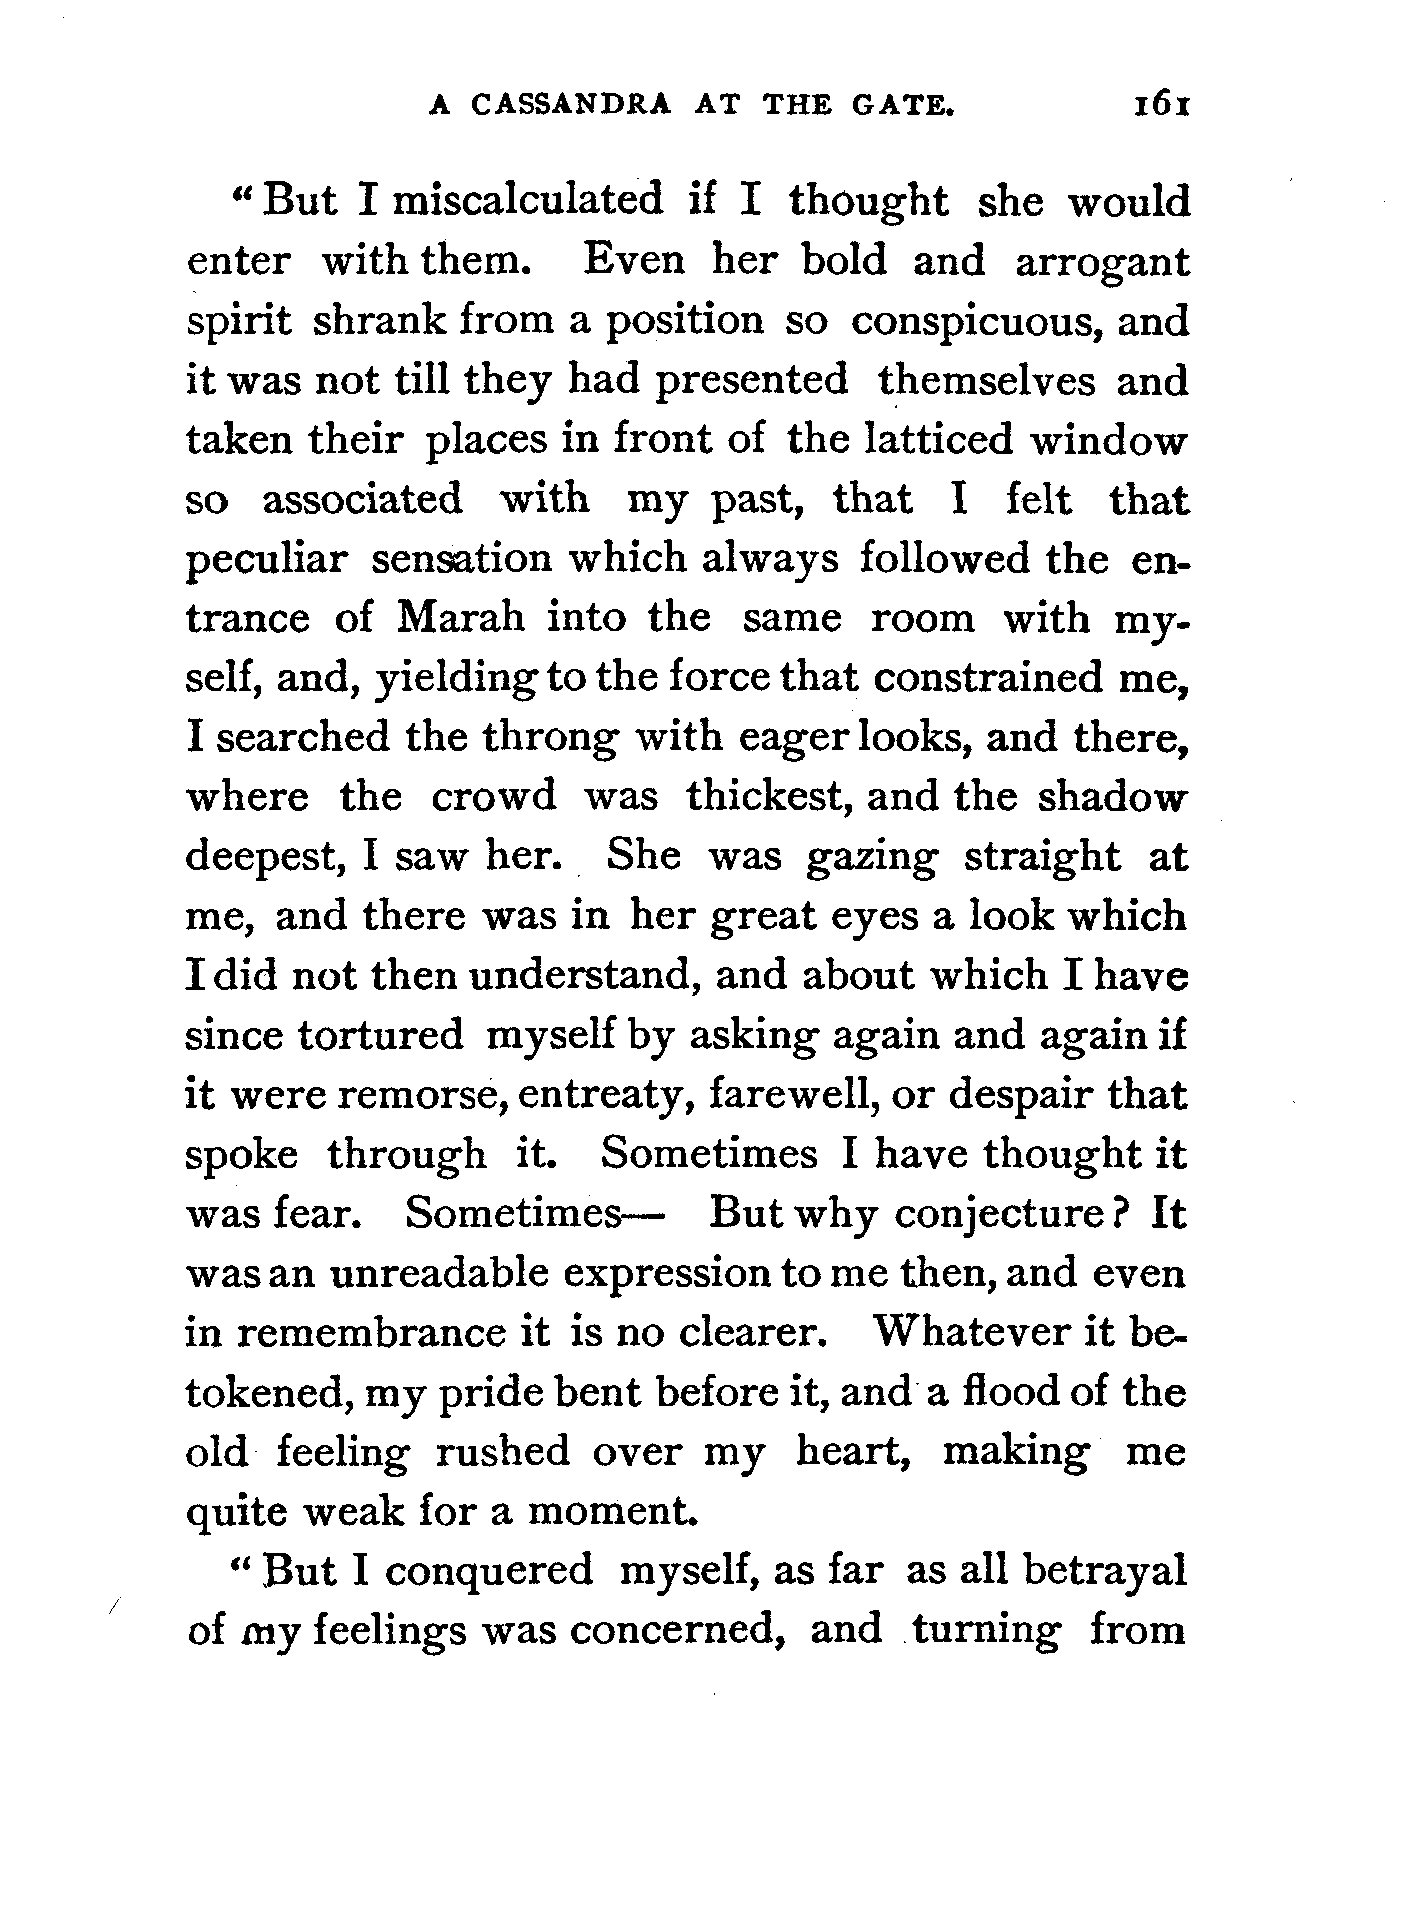 A CASSANDRA AT THE GATE. 161
“But I miscalculated if I thought she would
enter with them. Even her bold and arrogant
spirit shrank from a position so conspicuous, and
it was not till they had presented themselves and
taken their places in front of the latticed window
so associated with my past, that I felt that
peculiar sensation which always followed the en-
trance of Marah into the same room with my-
self, and, yielding to the force that constrained me,
I searched the throng with eager looks, and there,
where the crowd was thickest, and the shadow
deepest, I saw her. She was gazing straight at
me, and there was in her great eyes a look which
I did not then understand, and about which I have
since tortured myself by asking again and again if
it were remorse, entreaty, farewell, or despair that
spoke through it. Sometimes I have thought it
was fear. Sometimes— But why conjecture? It
was an unreadable expression to me then, and even
in remembrance it is no clearer. Whatever it be-
tokened, my pride bent before it, and a flood of the
old feeling rushed over my heart, making me
quite weak for a moment.
“But I conquered myself, as far as all betrayal
of my feelings was concerned, and turning from